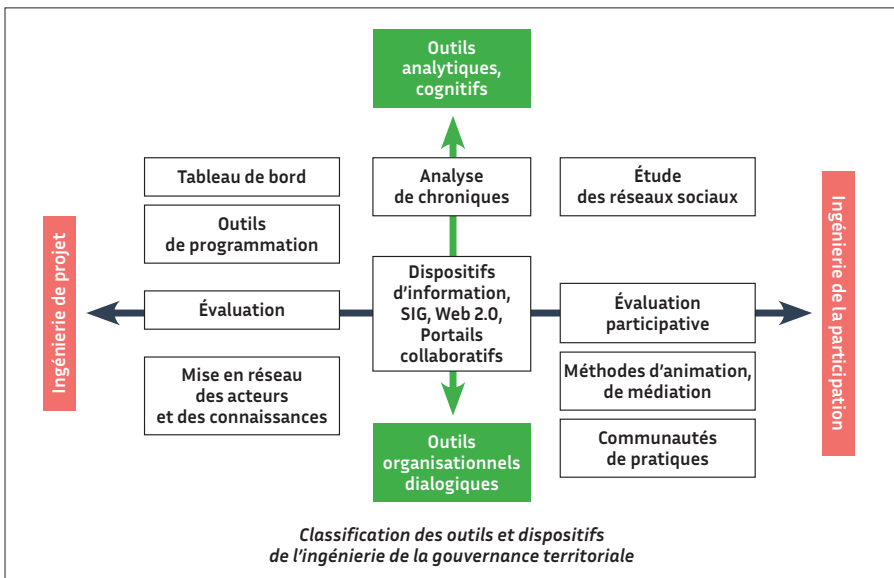 Outils
analytiques,
cognitifs
Tableau de bord
Analyse
de chroniques
Étude
des réseaux sociaux
Outils
de programmation
Ingénierie de projet
Évaluation
Dispositifs
d’information,
SIG, Web 2.0,
Portails
collaboratifs
Évaluation
participative
Ingénierie de la participation
Mise en réseau
des acteurs
et des connaissances
Méthodes d’animation,
de médiation
Outils
organisationnels
dialogiques
Communautés
de pratiques
Classification des outils et dispositifs
de l’ingénierie de la gouvernance territoriale